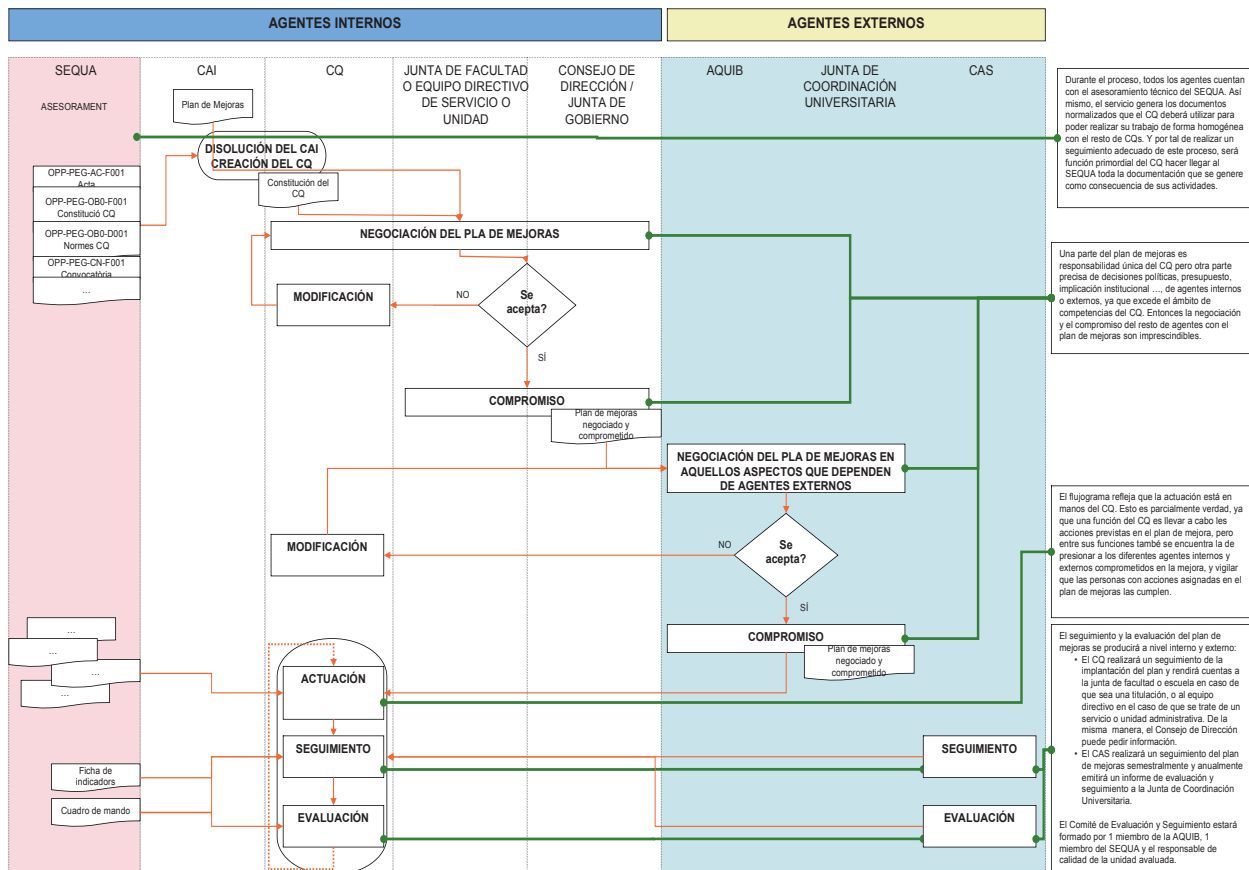 AGENTES INTERNOS
AGENTES EXTERNOS
SEQUA
ASESORAMENT
CAI
CQ
JUNTA DE FACULTAD
O EQUIPO DIRECTIVO
DE SERVICIO O
UNIDAD
CONSEJO DE
DIRECCIÓN /
JUNTA DE
GOBIERNO
AQUIB
JUNTA DE
COORDINACIÓN
UNIVERSITARIA
CAS
Plan de Mejoras
DISOLUCIÓN DEL CAI
CREACIÓN DEL CQ
Constitución del
CQ
OPP-PEG-AC-F001
Acta
OPP-PEG-OB0-F001
Constitució CQ
OPP-PEG-OB0-D001
Normes CQ
OPP-PEG-CN-F001
Convocatòria
...
NEGOCIACIÓN DEL PLA DE MEJORAS
MODIFICACIÓN
NO
Se
acepta?
SÍ
COMPROMISO
Plan de mejoras
negociado y
comprometido
NEGOCIACIÓN DEL PLA DE MEJORAS EN
AQUELLOS ASPECTOS QUE DEPENDEN
DE AGENTES EXTERNOS
MODIFICACIÓN
NO
Se
acepta?
SÍ
COMPROMISO
Plan de mejoras
negociado y
comprometido
...
...
...
...
ACTUACIÓN
SEGUIMIENTO
SEGUIMIENTO
Ficha de
indicadors
Cuadro de mando
EVALUACIÓN
EVALUACIÓN
Durante el proceso, todos los agentes cuentan
con el asesoramiento técnico del SEQUA. Así
mismo, el servicio genera los documentos
normalizados que el CQ deberá utilizar para
poder realizar su trabajo de forma homogénea
con el resto de CQs. Y por tal de realizar un
seguimiento adecuado de este proceso, será
función primordial del CQ hacer llegar al
SEQUA toda la documentación que se genere
como consecuencia de sus actividades.
Una parte del plan de mejoras es
responsabilidad única del CQ pero otra parte
precisa de decisiones políticas, presupuesto,
implicación institucional ..., de agentes internos
o externos, ya que excede el ámbito de
competencias del CQ. Entonces la negociación
y el compromiso del resto de agentes con el
plan de mejoras son imprescindibles.
El flujograma refleja que la actuación está en
manos del CQ. Esto es parcialmente verdad, ya
que una función del CQ es llevar a cabo les
acciones previstas en el plan de mejora, pero
entre sus funciones també se encuentra la de
presionar a los diferentes agentes internos y
externos comprometidos en la mejora, y vigilar
que las personas con acciones asignadas en el
plan de mejoras las cumplen.
El seguimiento y la evaluación del plan de
mejoras se producirá a nivel interno y externo:
• El CQ realizará un seguimiento de la
implantación del plan y rendirá cuentas a
la junta de facultad o escuela en caso de
que sea una titulación, o al equipo
directivo en el caso de que se trate de un
servicio o unidad administrativa. De la
misma manera, el Consejo de Dirección
puede pedir información.
• El CAS realizará un seguimiento del plan
de mejoras semestralmente y anualmente
emitirá un informe de evaluación y
seguimiento a la Junta de Coordinación
Universitaria.
El Comité de Evaluación y Seguimiento estará
formado por 1 miembro de la AQUIB, 1
miembro del SEQUA y el responsable de
calidad de la unidad avaluada.